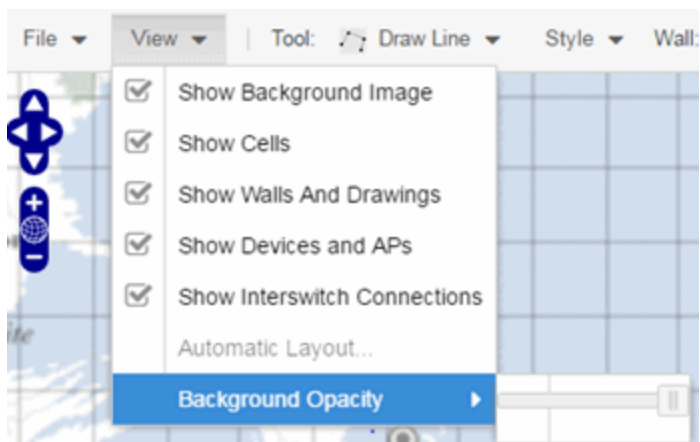 File View Tool: Draw Line Style Wall:
Show Background Image
Show Cells
Show Walls And Drawings
Show Devices and APs
Show Interswitch Connections
Automatic Layout...
Background Opacity